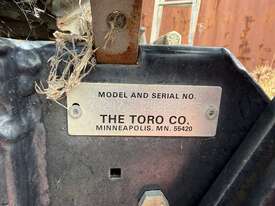 MODEL AND SERIAL NO.
THE TORO CO.
MINNEAPOLIS, MN. 55420